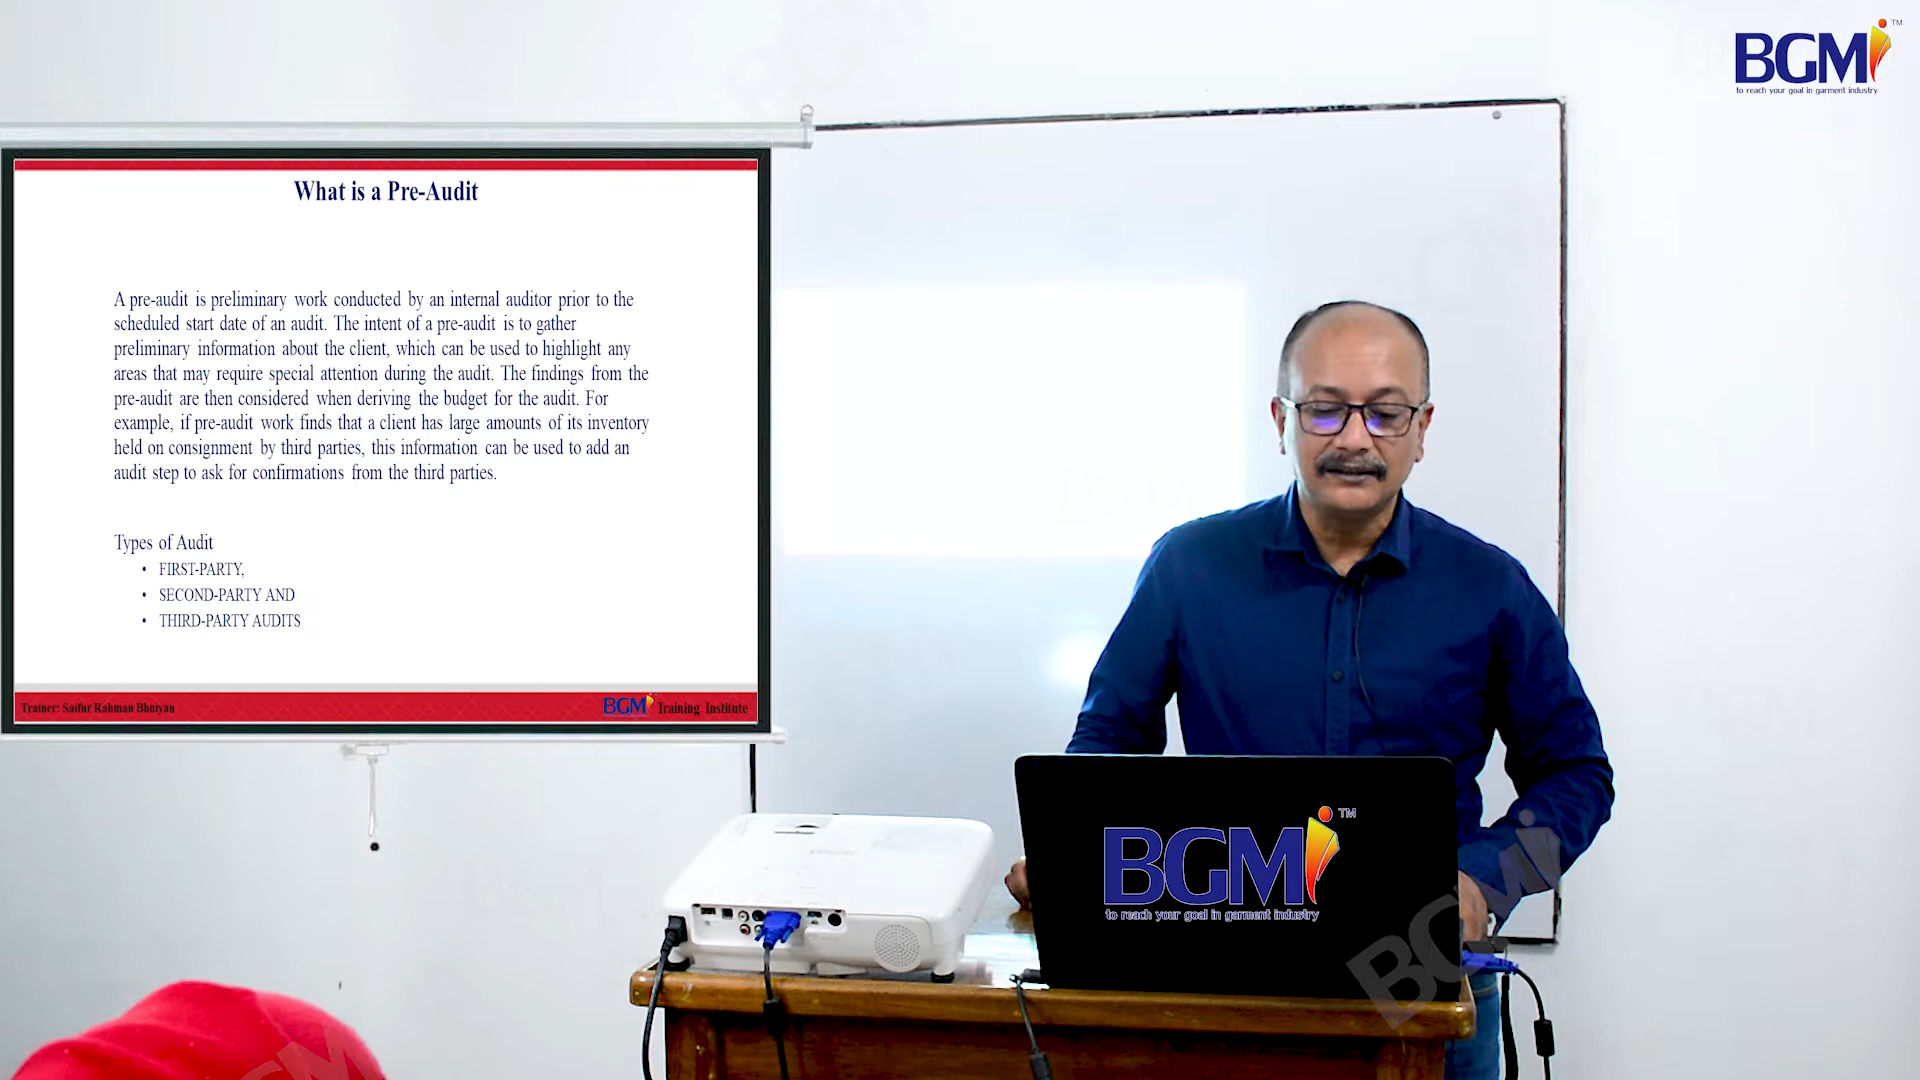 BGMi TM
to reach your goal in garment industry
What is a Pre-Audit
A pre-audit is preliminary work conducted by an internal auditor prior to the
scheduled start date of an audit. The intent of a pre-audit is to gather
preliminary information about the client, which can be used to highlight any
areas that may require special attention during the audit. The findings from the
pre-audit are then considered when deriving the budget for the audit. For
example, if pre-audit work finds that a client has large amounts of its inventory
held on consignment by third parties, this information can be used to add an
audit step to ask for confirmations from the third parties.
Types of Audit
• FIRST-PARTY,
• SECOND-PARTY AND
• THIRD-PARTY AUDITS
Trainer: Saifur Rahman Bhuiyan
BGMi Training Institute
BGMi TM
to reach your goal in garment industry
BGMi
BGMi